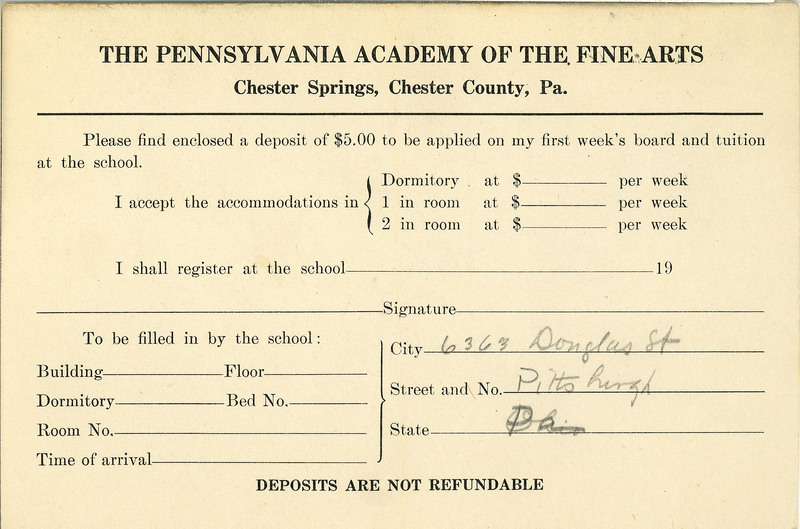 THE PENNSYLVANIA ACADEMY OF THE FINE ARTS
Chester Springs, Chester County, Pa.
Please find enclosed a deposit of $5.00 to be applied on my first week's board and tuition
at the school.
I accept the accommodations in
Dormitory at $ per week
1 in room at $ per week
2 in room at $ per week
I shall register at the school 19
Signature
To be filled in by the school:
Building Floor
Dormitory Bed No.
Room No.
Time of arrival
City 6363 Douglas St
Street and No. Pittsburgh
State
DEPOSITS ARE NOT REFUNDABLE